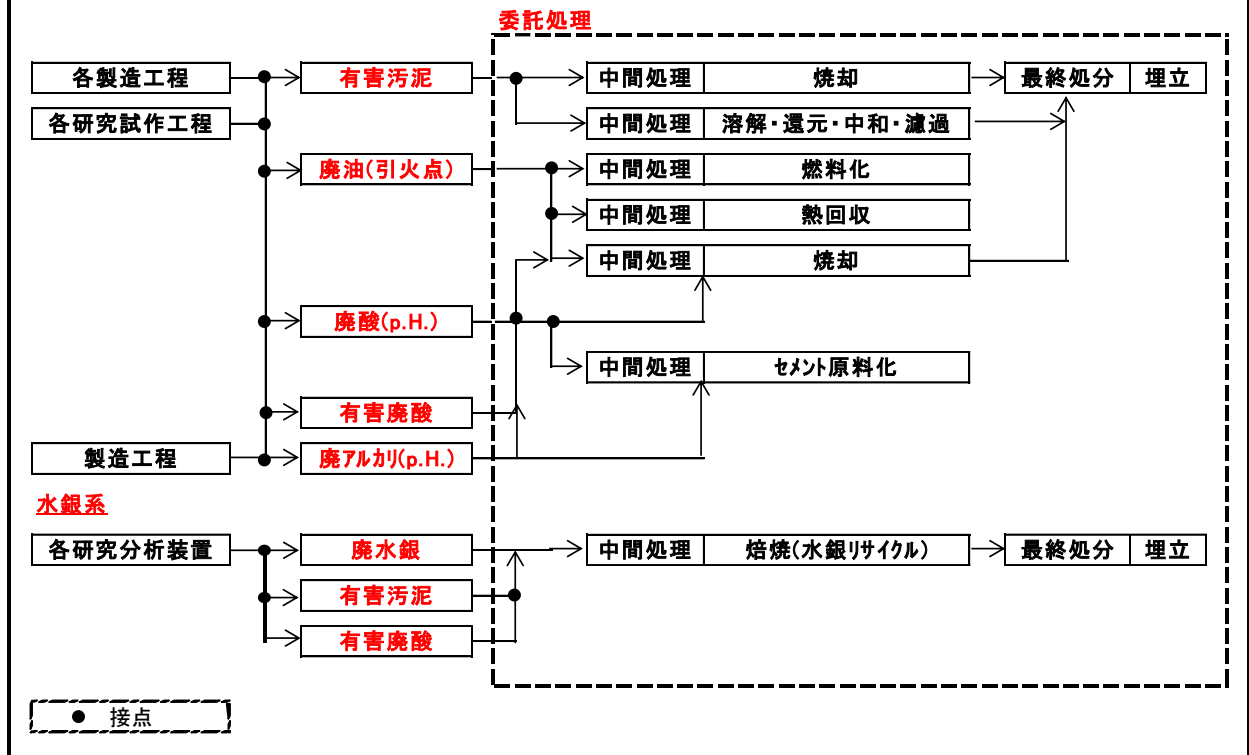 委託処理
各製造工程 有害汚泥 中間処理 焼却 最終処分 埋立
各研究試作工程 中間処理 溶解・還元・中和・濾過
廃油(引火点) 中間処理 燃料化
中間処理 熱回収
中間処理 焼却
廃酸(p.H.)
中間処理 セメント原料化
有害廃酸
製造工程 廃アルカリ(p.H.)
水銀系
各研究分析装置 廃水銀 中間処理 焙焼(水銀リサイクル) 最終処分 埋立
有害汚泥
有害廃酸
● 接点